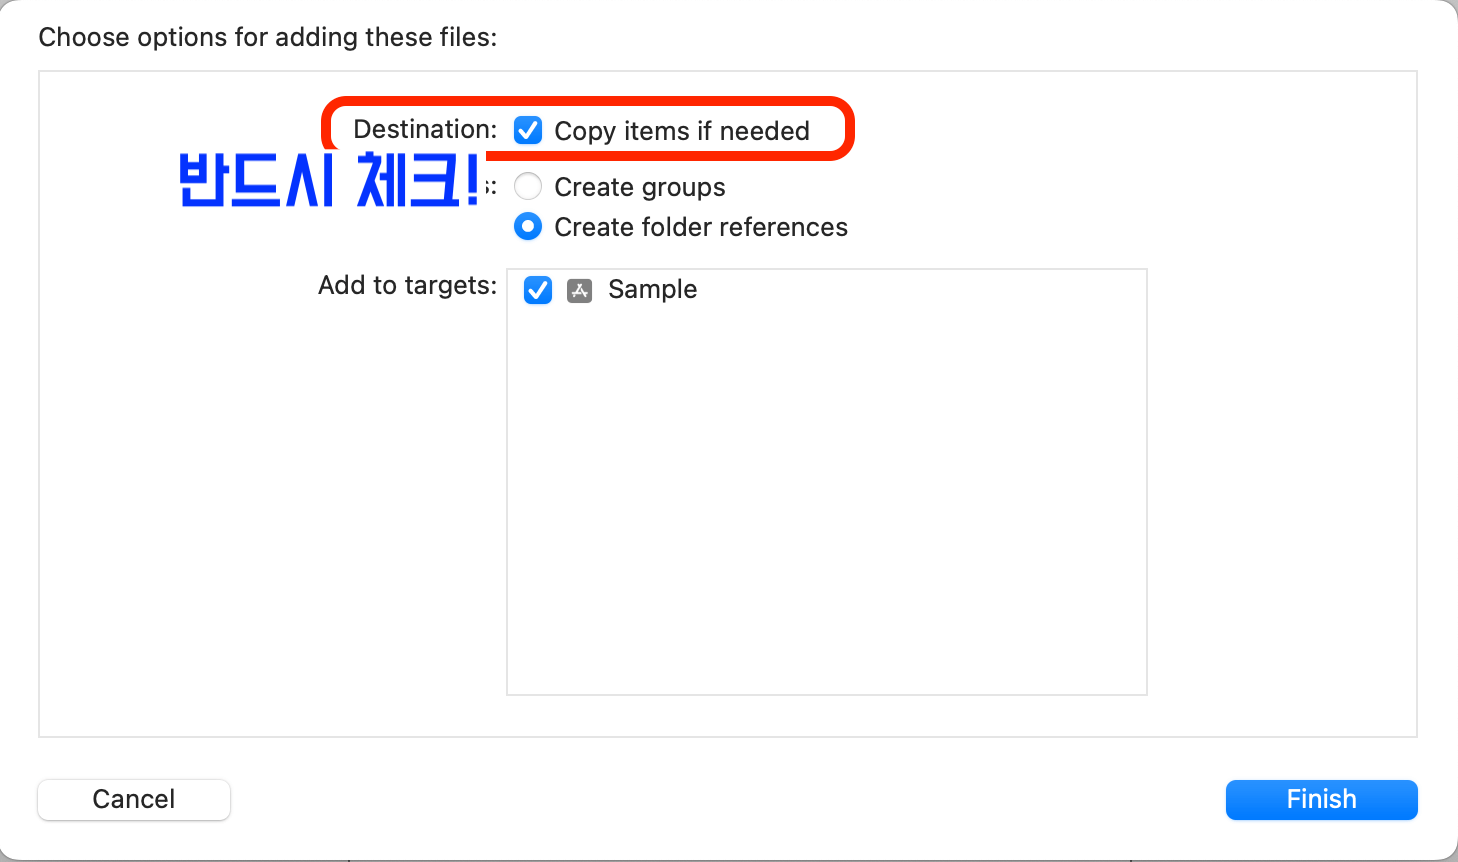 Choose options for adding these files:
Destination: Copy items if needed
반드시 체크!
Create groups
Create folder references
Add to targets: Sample
Cancel
Finish